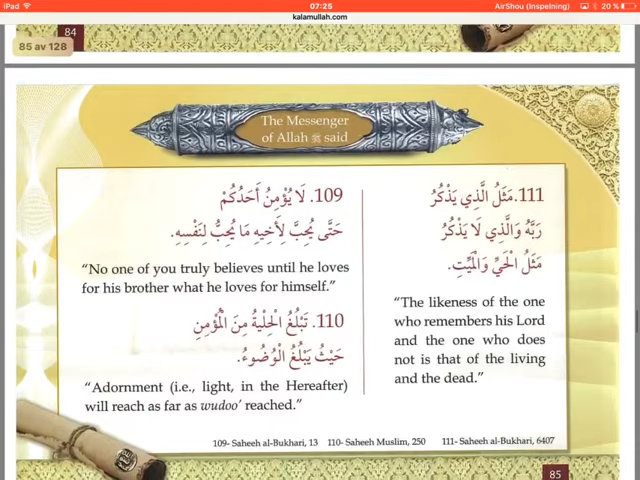 iPad
07:25
AirShou (Inspelning)
20 %
kalamullah.com
84
85 av 128
The Messenger
of Allah ﷺ said
109. لَا يُؤْمِنُ أَحَدُكُمْ
حَتَّى يُحِبَّ لِأَخِيهِ مَا يُحِبُّ لِنَفْسِهِ.
“No one of you truly believes until he loves
for his brother what he loves for himself.”
110. تَبْلُغُ الْحِلْيَةُ مِنَ الْمُؤْمِنِ
حَيْثُ يَبْلُغُ الْوُضُوءُ.
“Adornment (i.e., light, in the Hereafter)
will reach as far as wudoo’ reached.”
111. مَثَلُ الَّذِي يَذْكُرُ
رَبَّهُ وَالَّذِي لَا يَذْكُرُ
مَثَلُ الْحَيِّ وَالْمَيِّتِ.
“The likeness of the one
who remembers his Lord
and the one who does
not is that of the living
and the dead.”
109- Saheeh al-Bukhari, 13 110- Saheeh Muslim, 250 111- Saheeh al-Bukhari, 6407
85